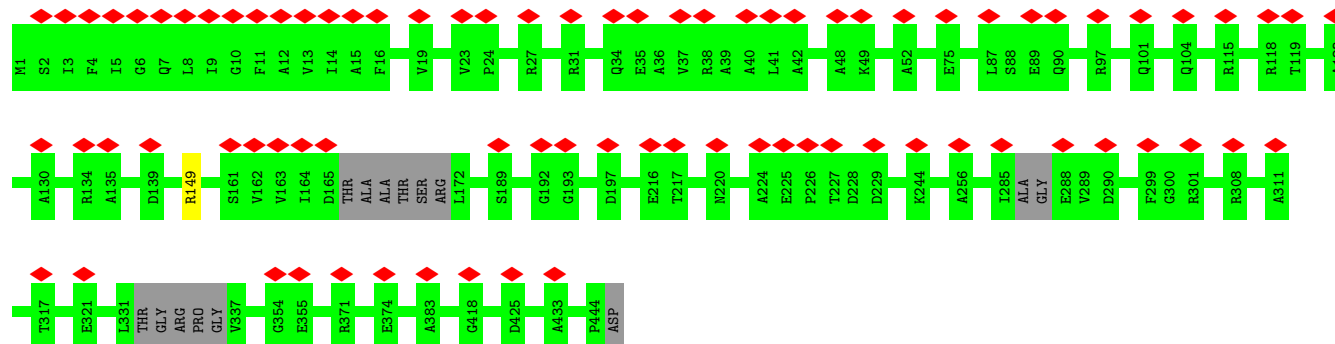 M1 S2 I3 F4 I5 G6 Q7 L8 I9 G10 F11 A12 V13 I14 A15 F16 V19 V23 P24 R27 R31 Q34 E35 A36 V37 R38 A39 A40 L41 A42 A48 K49 A52 E75 L87 S88 E89 Q90 R97 Q101 Q104 R115 R118 T119
A130 R134 A135 D139 R149 S161 V162 V163 I164 D165 THR ALA ALA THR SER ARG L172 S189 G192 G193 D197 E216 T217 N220 A224 E225 P226 T227 D228 D229 K244 A256 I285 ALA GLY E288 V289 D290 F299 G300 R301 R308 A311
T317 E321 L331 THR GLY ARG PRO GLY V337 G354 E355 R371 E374 A383 G418 D425 A433 P444 ASP